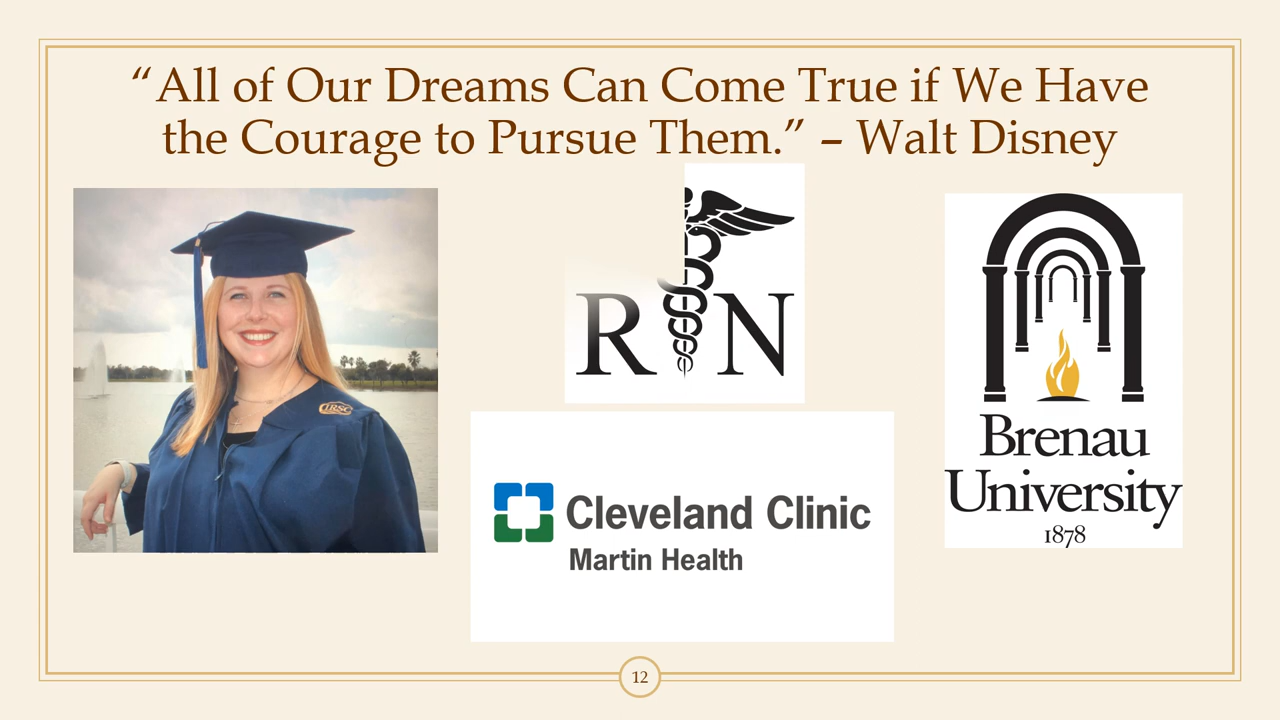 “All of Our Dreams Can Come True if We Have
the Courage to Pursue Them.” – Walt Disney
IRSC
R N
Cleveland Clinic
Martin Health
Brenau
University
1878
12